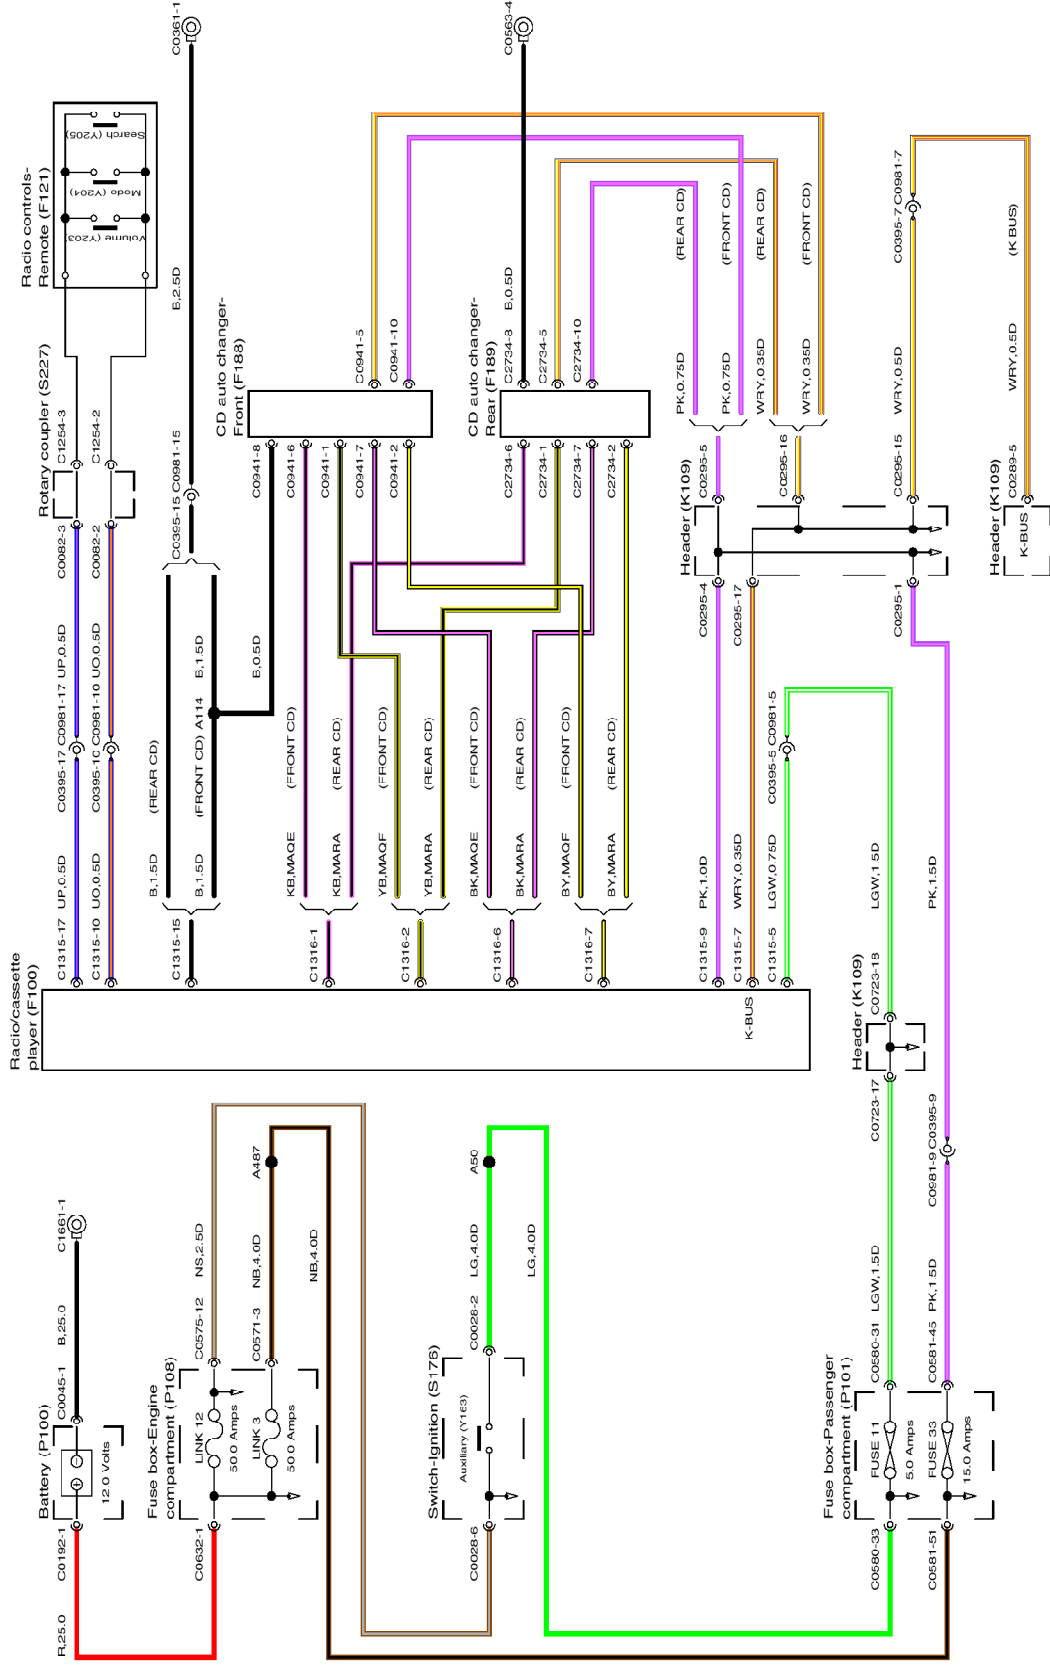 C0361-1
C0563-4
Racio controls-
Remote (F121)
Search (Y205)
Mode (Y204)
Volume (Y203)
B,2.5D
B,0.5D
(REAR CD)
(FRONT CD)
(REAR CD)
(FRONT CD)
C0395-7 C0981-7
(K BUS)
Rotary coupler (S227)
C1254-3
C1254-2
C0082-3
C0082-2
C0395-15 C0981-15
CD auto changer-
Front (F188)
C0941-5
C0941-10
C0941-8
C0941-6
C0941-1
C0941-7
C0941-2
CD auto changer-
Rear (F189)
C2734-8
C2734-5
C2734-10
C2734-6
C2734-1
C2734-7
C2734-2
PK,0.75D
PK,0.75D
WRY,0.35D
WRY,0.35D
WRY,0.5D
WRY,0.5D
Header (K109)
C0295-5
C0295-16
C0295-15
C0295-4
C0295-17
C0295-1
Header (K109)
C0289-5
K-BUS
C0395-17 C0981-17 UP,0.5D
C0395-10 C0981-10 UO,0.5D
(REAR CD)
(FRONT CD) A114
B,1.5D
B,0.5D
(FRONT CD)
(REAR CD)
(FRONT CD)
(REAR CD)
(FRONT CD)
(REAR CD)
(FRONT CD)
(REAR CD)
C0395-5 C0981-5
C1315-17 UP,0.5D
C1315-10 UO,0.5D
B,1.5D
B,1.5D
C1315-15
KB,MAQE
KB,MARA
C1316-1
YB,MAQF
YB,MARA
C1316-2
BK,MAQE
BK,MARA
C1316-6
BY,MAQF
BY,MARA
C1316-7
C1315-9 PK,1.0D
C1315-7 WRY,0.35D
C1315-5 LGW,0.75D
LGW,1.5D
PK,1.5D
Racio/cassette
player (F100)
K-BUS
Header (K109)
C0723-18
C0723-17
C0981-9 C0395-9
C1661-1
B,25.0
NS,2.5D
NB,4.0D
A487
NB,4.0D
A50
LG,4.0D
LG,4.0D
LGW,1.5D
PK,1.5D
Battery (P100)
C0045-1
12.0 Volts
C0192-1
R,25.0
Fuse box-Engine
compartment (P108)
C0575-12
C0571-3
LINK 12
50.0 Amps
LINK 3
50.0 Amps
C0632-1
Switch-Ignition (S176)
C0028-2
Auxiliary (Y163)
C0028-6
Fuse box-Passenger
compartment (P101)
C0580-31
C0581-45
FUSE 11
5.0 Amps
FUSE 33
15.0 Amps
C0580-33
C0581-51